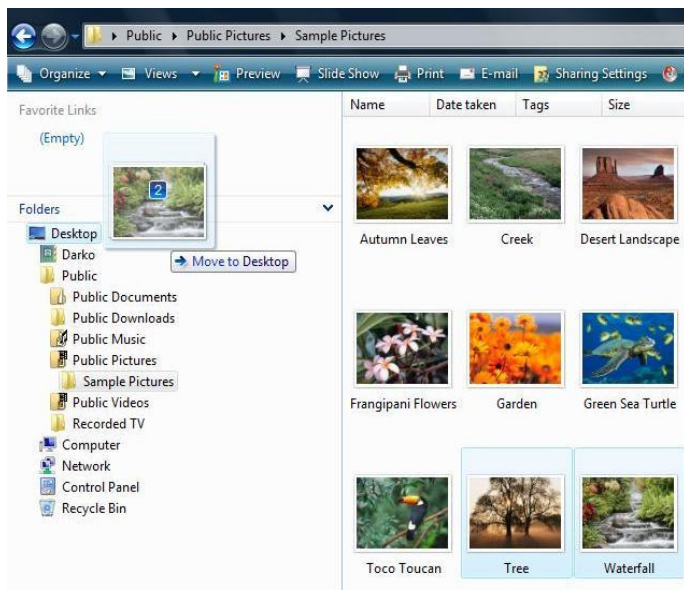 Public Public Pictures Sample Pictures
Organize Views Preview Slide Show Print E-mail Sharing Settings
Favorite Links
(Empty)
Folders
Desktop
Darko
Public
Public Documents
Public Downloads
Public Music
Public Pictures
Sample Pictures
Public Videos
Recorded TV
Computer
Network
Control Panel
Recycle Bin
2
Move to Desktop
Name Date taken Tags Size
Autumn Leaves Creek Desert Landscape
Frangipani Flowers Garden Green Sea Turtle
Toco Toucan Tree Waterfall